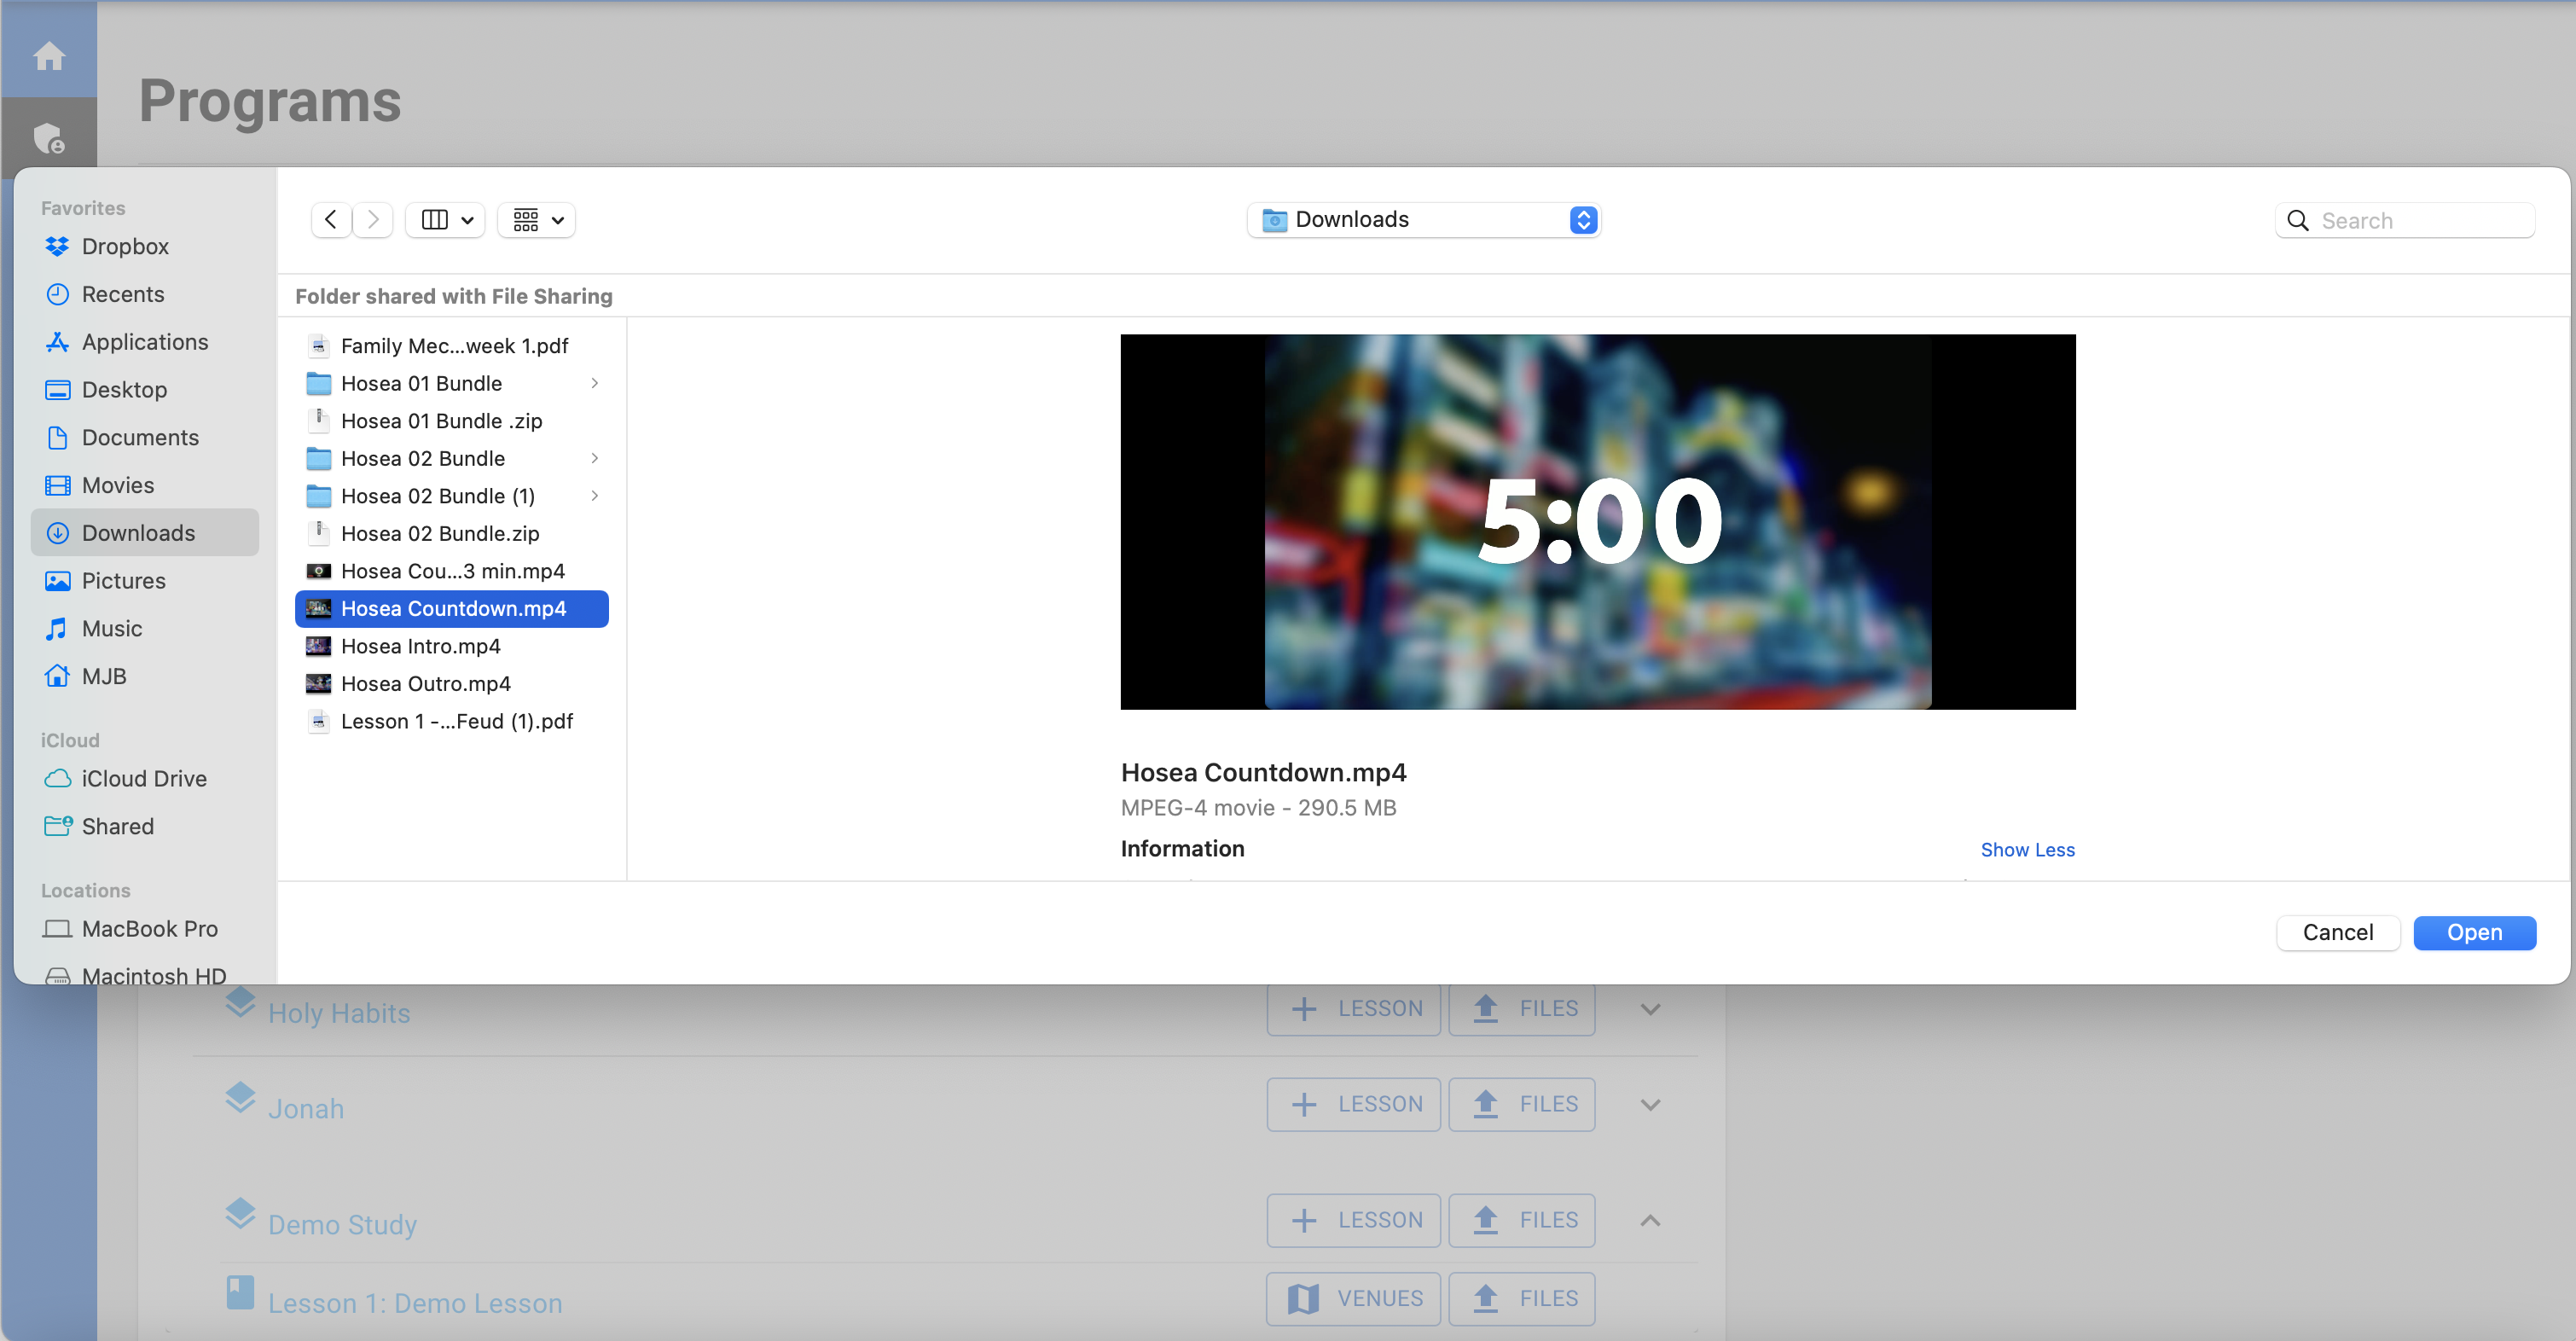 Programs
Favorites
Dropbox
Recents
Applications
Desktop
Documents
Movies
Downloads
Pictures
Music
MJB
iCloud
iCloud Drive
Shared
Locations
MacBook Pro
Macintosh HD
Downloads
Search
Folder shared with File Sharing
Family Mec...week 1.pdf
Hosea 01 Bundle
Hosea 01 Bundle .zip
Hosea 02 Bundle
Hosea 02 Bundle (1)
Hosea 02 Bundle.zip
Hosea Cou...3 min.mp4
Hosea Countdown.mp4
Hosea Intro.mp4
Hosea Outro.mp4
Lesson 1 -...Feud (1).pdf
5:00
Hosea Countdown.mp4
MPEG-4 movie - 290.5 MB
Information Show Less
Cancel Open
Holy Habits LESSON FILES
Jonah LESSON FILES
Demo Study LESSON FILES
Lesson 1: Demo Lesson VENUES FILES